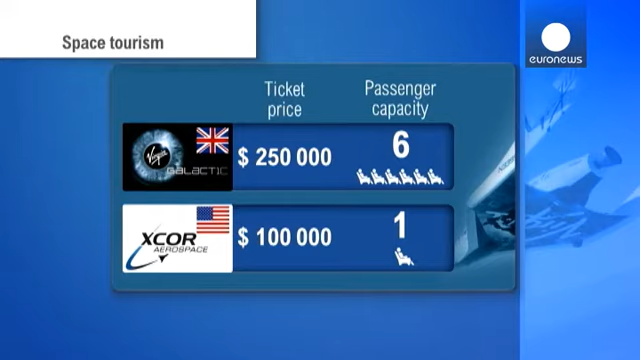 Space tourism
euronews
Ticket
price
Passenger
capacity
Virgin
GALACTIC
$ 250 000
6
XCOR
AEROSPACE
$ 100 000
1